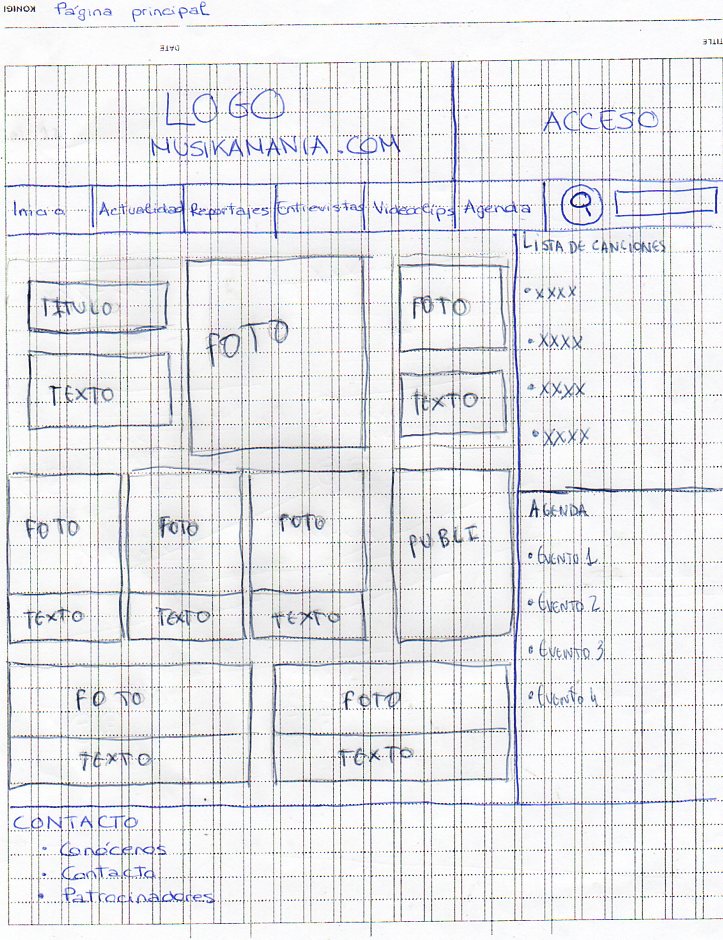 KONIGI
Página principal
DATE
TITLE
LOGO
MUSIKAMANIA.COM
ACCESO
Inicio
Actualidad
Reportajes
Entrevistas
Videoclips
Agenda
TITULO
TEXTO
FOTO
FOTO
TEXTO
LISTA DE CANCIONES
• XXXX
• XXXX
• XXXX
• XXXX
FOTO
FOTO
FOTO
PUBLI
TEXTO
TEXTO
TEXTO
AGENDA
• EVENTO 1
• EVENTO 2
• EVENTO 3
• EVENTO 4
FOTO
FOTO
TEXTO
TEXTO
CONTACTO
• Conócenos
• Contacto
• Patrocinadores